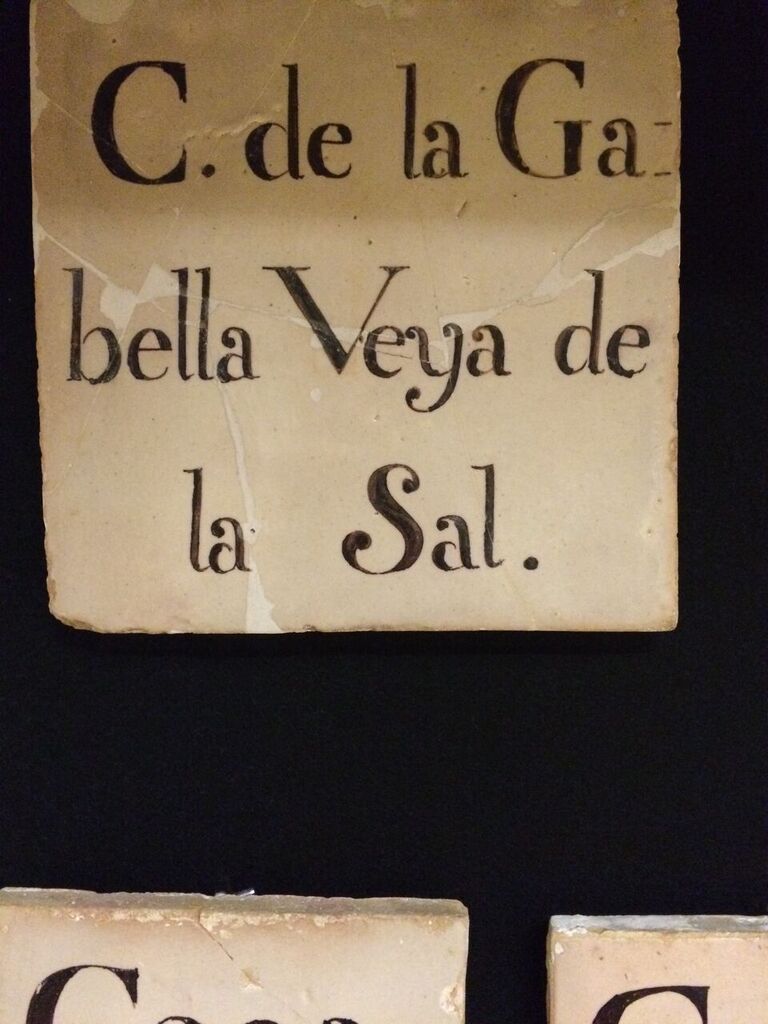 C. de la Ga=
bella Veya de
la Sal.